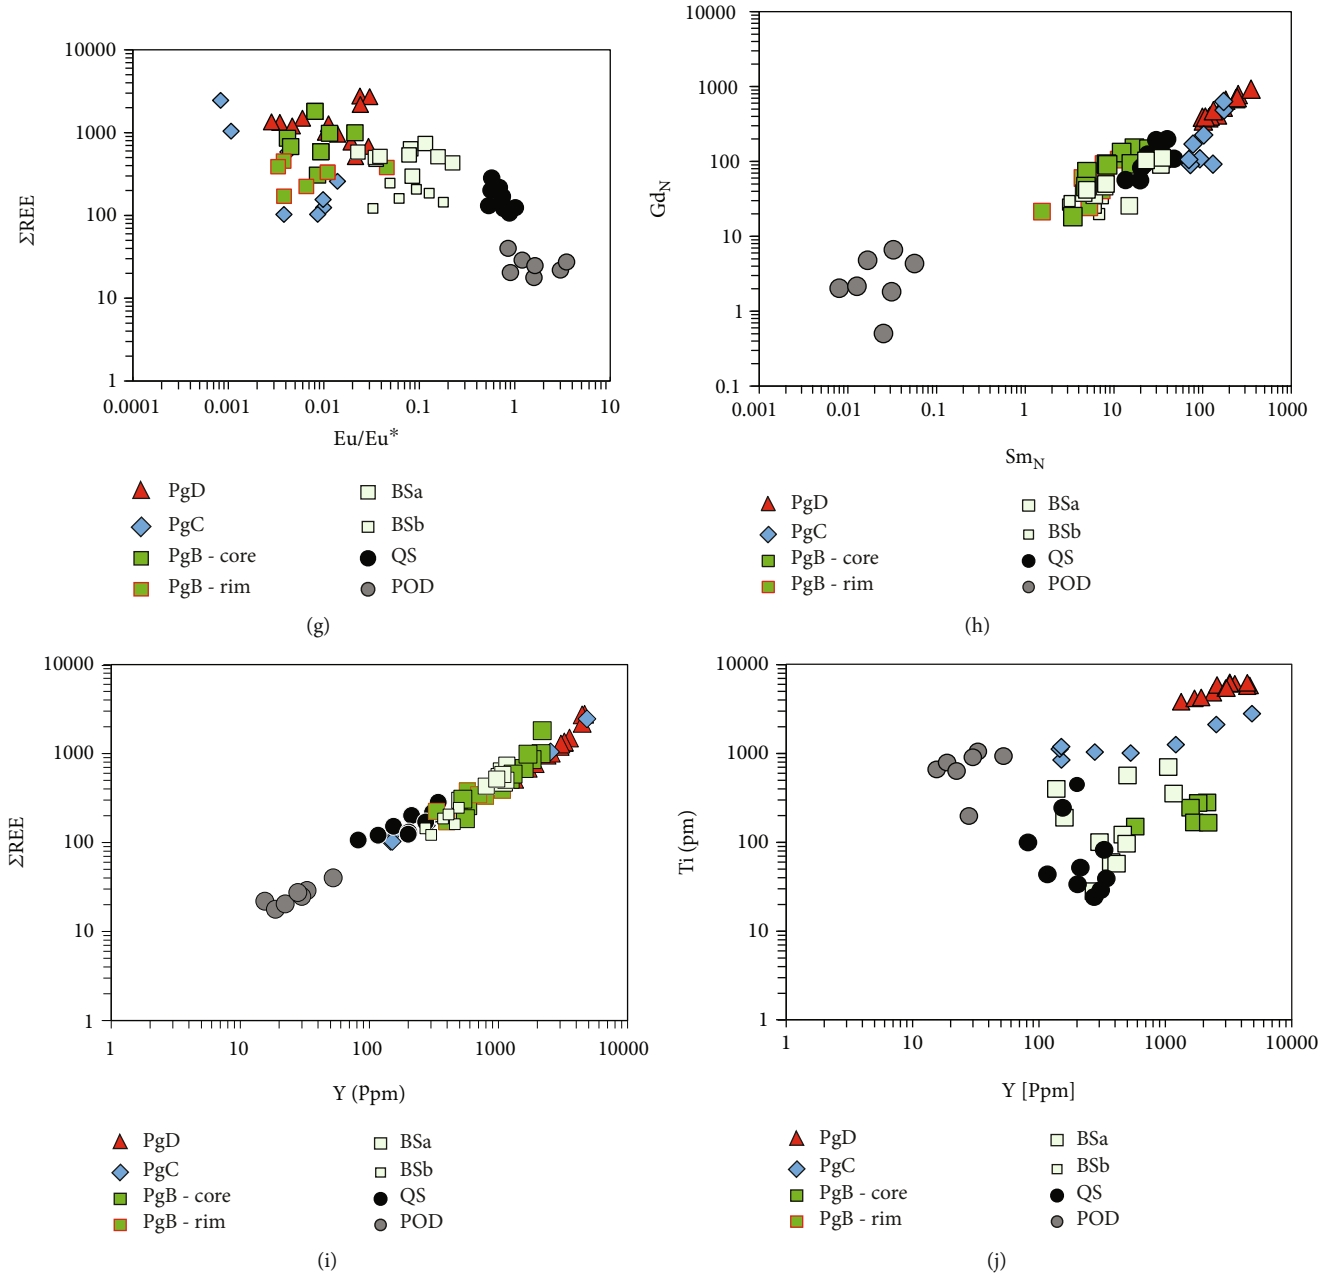 10000
1000
100
10
1
ΣREE
0.0001 0.001 0.01 0.1 1 10
Eu/Eu*
PgD
PgC
PgB - core
PgB - rim
BSa
BSb
QS
POD
(g)
10000
1000
100
10
1
0.1
GdN
0.001 0.01 0.1 1 10 100 1000
SmN
PgD
PgC
PgB - core
PgB - rim
BSa
BSb
QS
POD
(h)
10000
1000
100
10
1
ΣREE
1 10 100 1000 10000
Y (Ppm)
PgD
PgC
PgB - core
PgB - rim
BSa
BSb
QS
POD
(i)
10000
1000
100
10
1
Ti (pm)
1 10 100 1000 10000
Y [Ppm]
PgD
PgC
PgB - core
PgB - rim
BSa
BSb
QS
POD
(j)